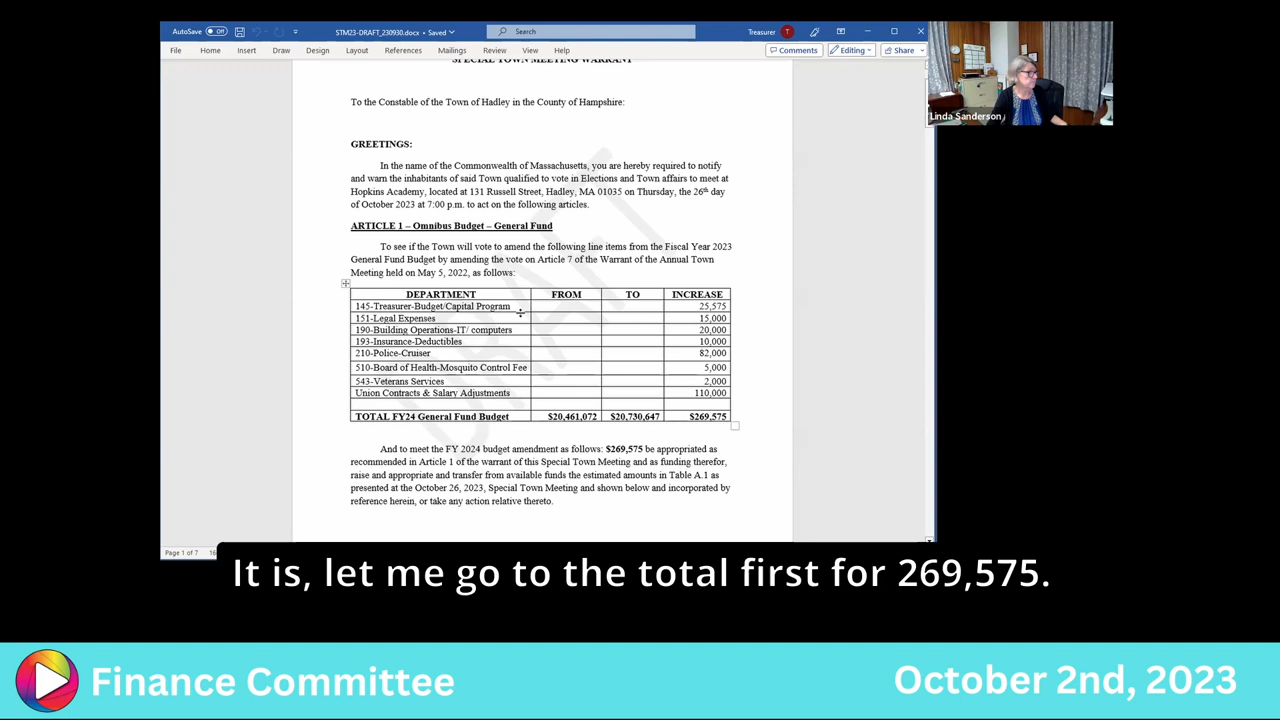 AutoSave Off STM23-DRAFT_230930.docx • Saved Search Treasurer T
File Home Insert Draw Design Layout References Mailings Review View Help Comments Editing Share
SPECIAL TOWN MEETING WARRANT
To the Constable of the Town of Hadley in the County of Hampshire:
Linda Sanderson
GREETINGS:
In the name of the Commonwealth of Massachusetts, you are hereby required to notify
and warn the inhabitants of said Town qualified to vote in Elections and Town affairs to meet at
Hopkins Academy, located at 131 Russell Street, Hadley, MA 01035 on Thursday, the 26th day
of October 2023 at 7:00 p.m. to act on the following articles.
ARTICLE 1 – Omnibus Budget – General Fund
To see if the Town will vote to amend the following line items from the Fiscal Year 2023
General Fund Budget by amending the vote on Article 7 of the Warrant of the Annual Town
Meeting held on May 5, 2022, as follows:
DEPARTMENT FROM TO INCREASE
145-Treasurer-Budget/Capital Program 25,575
151-Legal Expenses 15,000
190-Building Operations-IT/ computers 20,000
193-Insurance-Deductibles 10,000
210-Police-Cruiser 82,000
510-Board of Health-Mosquito Control Fee 5,000
543-Veterans Services 2,000
Union Contracts & Salary Adjustments 110,000
TOTAL FY24 General Fund Budget $20,461,072 $20,730,647 $269,575
And to meet the FY 2024 budget amendment as follows: $269,575 be appropriated as
recommended in Article 1 of the warrant of this Special Town Meeting and as funding therefor,
raise and appropriate and transfer from available funds the estimated amounts in Table A.1 as
presented at the October 26, 2023, Special Town Meeting and shown below and incorporated by
reference herein, or take any action relative thereto.
DRAFT
Page 1 of 7
It is, let me go to the total first for 269,575.
Finance Committee
October 2nd, 2023